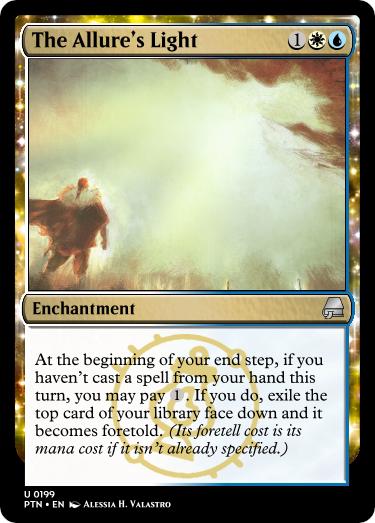 The Allure's Light 1
Enchantment
At the beginning of your end step, if you
haven't cast a spell from your hand this
turn, you may pay 1. If you do, exile the
top card of your library face down and it
becomes foretold. (Its foretell cost is its
mana cost if it isn't already specified.)
U 0199
PTN • EN Alessia H. Valastro